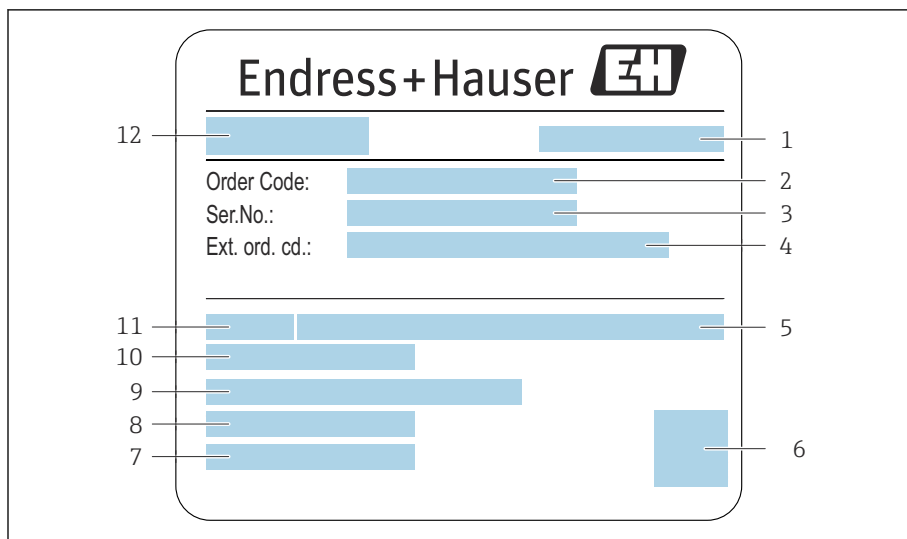 Endress+Hauser EH
12 1
Order Code: 2
Ser.No.: 3
Ext. ord. cd.: 4
11 5
10
9
8
7 6